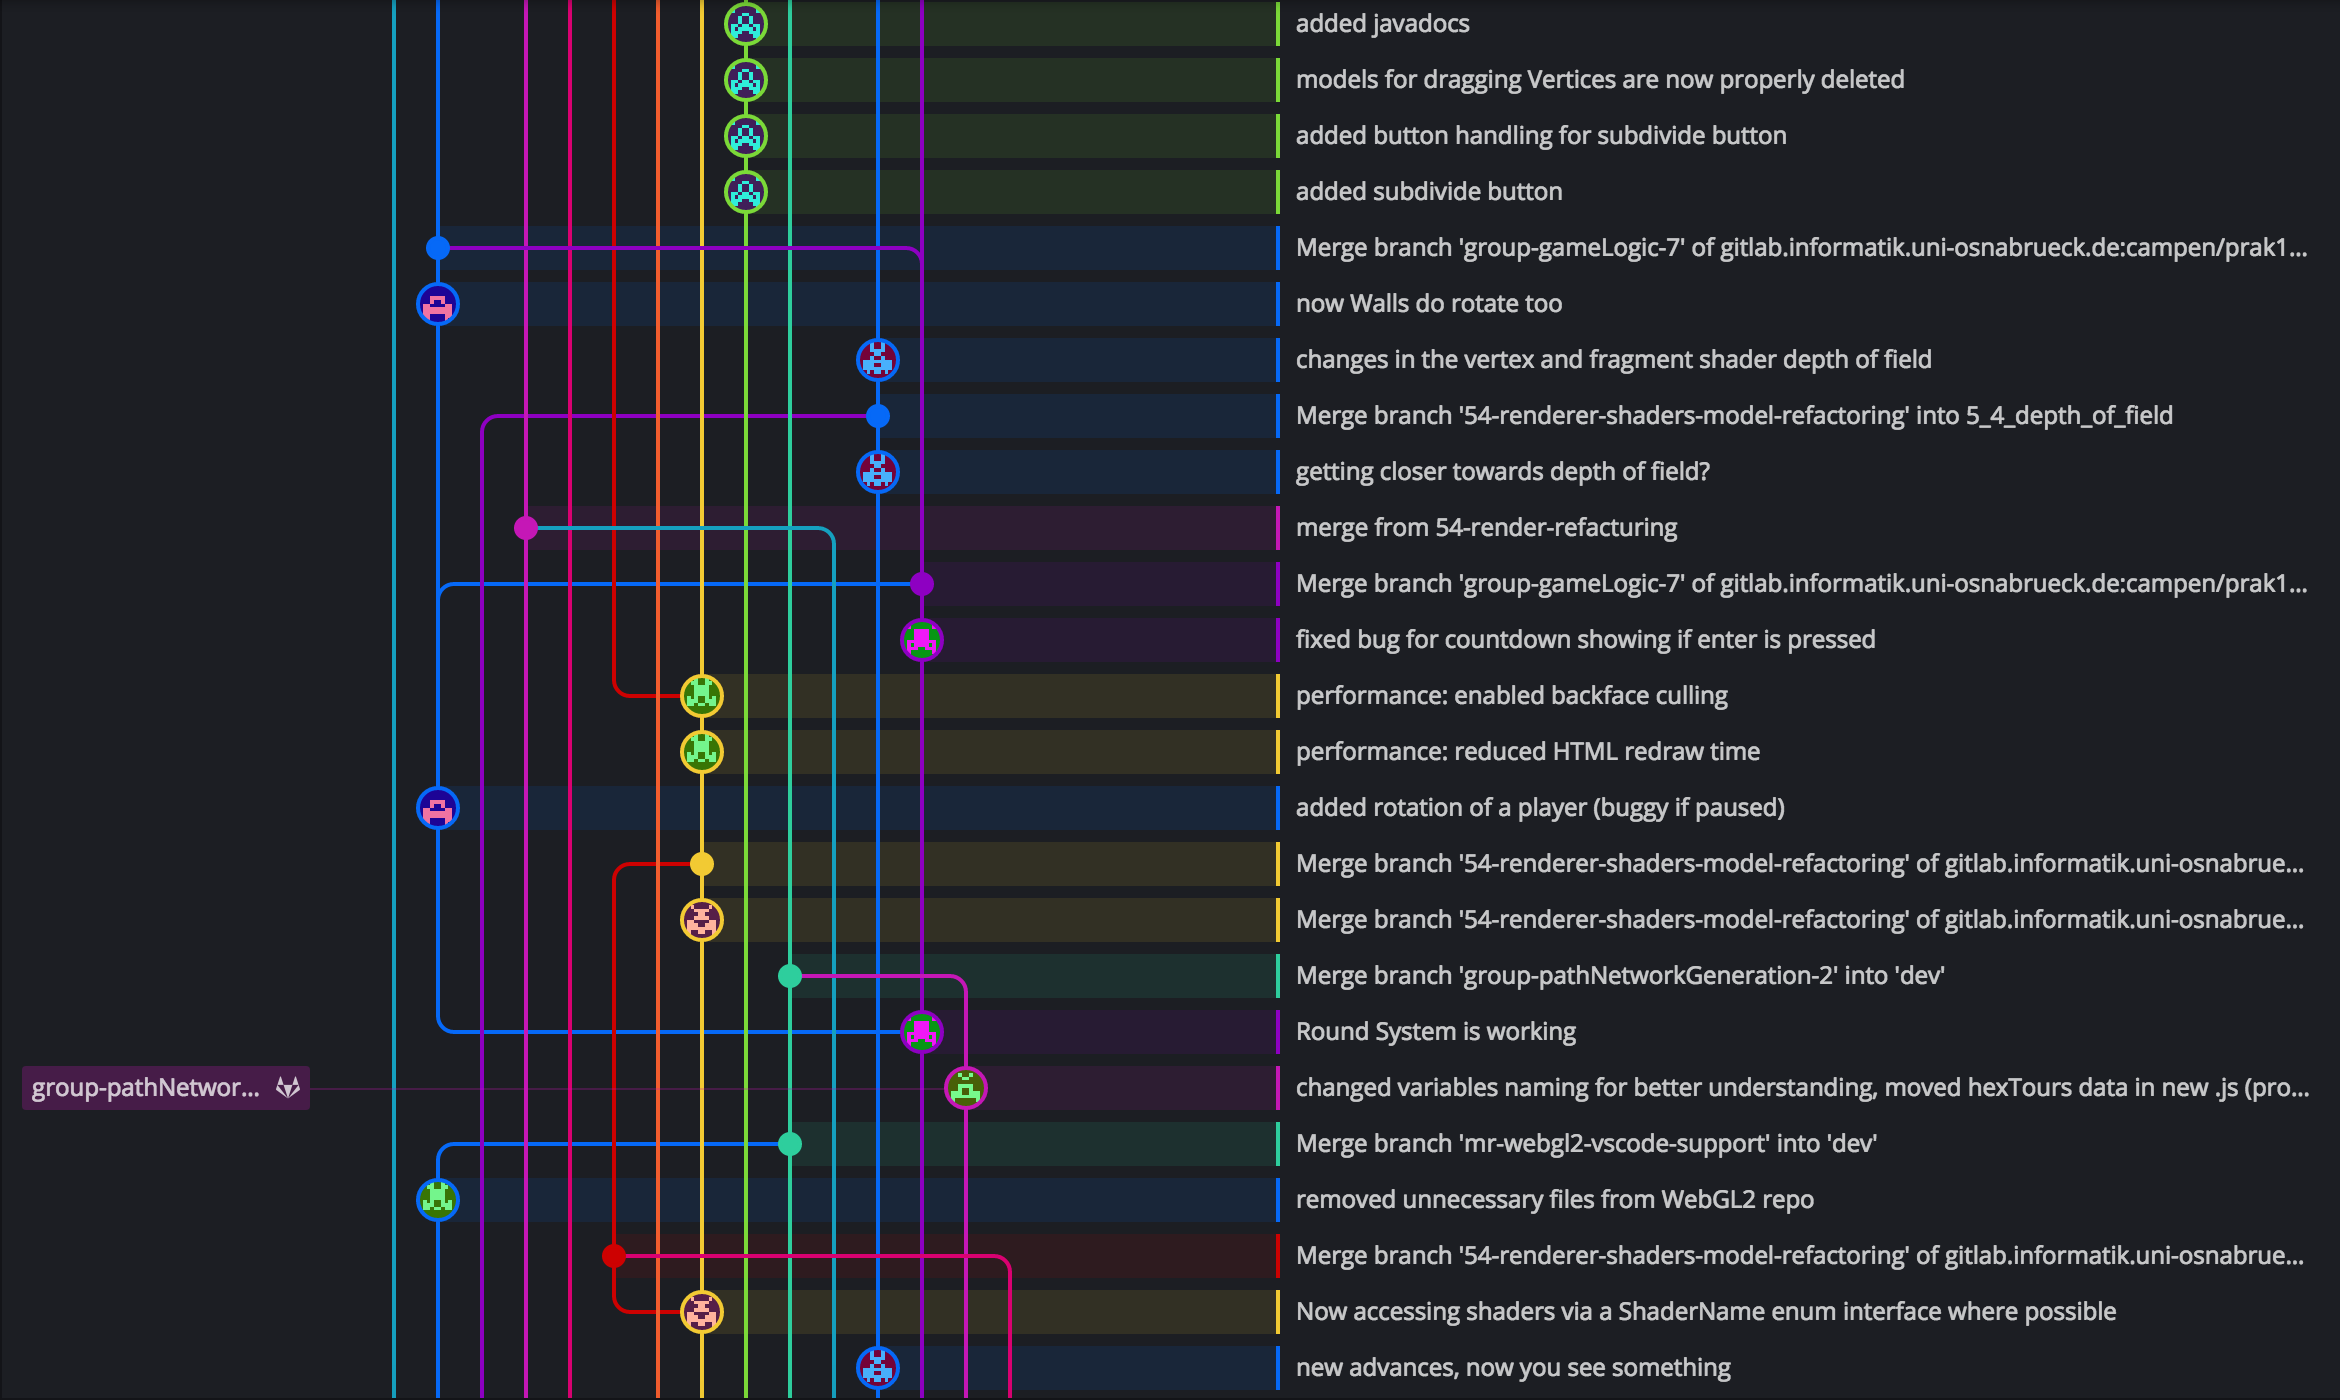 added javadocs
models for dragging Vertices are now properly deleted
added button handling for subdivide button
added subdivide button
Merge branch 'group-gameLogic-7' of gitlab.informatik.uni-osnabrueck.de:campen/prak1...
now Walls do rotate too
changes in the vertex and fragment shader depth of field
Merge branch '54-renderer-shaders-model-refactoring' into 5_4_depth_of_field
getting closer towards depth of field?
merge from 54-render-refacturing
Merge branch 'group-gameLogic-7' of gitlab.informatik.uni-osnabrueck.de:campen/prak1...
fixed bug for countdown showing if enter is pressed
performance: enabled backface culling
performance: reduced HTML redraw time
added rotation of a player (buggy if paused)
Merge branch '54-renderer-shaders-model-refactoring' of gitlab.informatik.uni-osnabrue...
Merge branch '54-renderer-shaders-model-refactoring' of gitlab.informatik.uni-osnabrue...
Merge branch 'group-pathNetworkGeneration-2' into 'dev'
Round System is working
group-pathNetwor... changed variables naming for better understanding, moved hexTours data in new .js (pro...
Merge branch 'mr-webgl2-vscode-support' into 'dev'
removed unnecessary files from WebGL2 repo
Merge branch '54-renderer-shaders-model-refactoring' of gitlab.informatik.uni-osnabrue...
Now accessing shaders via a ShaderName enum interface where possible
new advances, now you see something